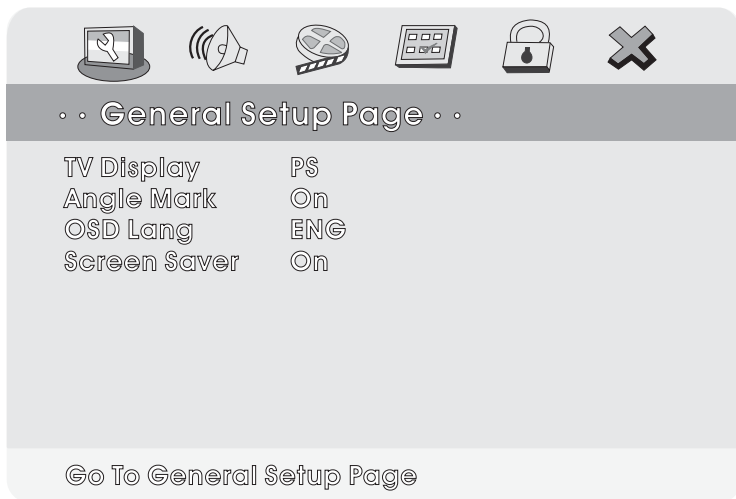 · · General Setup Page · ·
TV Display PS
Angle Mark On
OSD Lang ENG
Screen Saver On
Go To General Setup Page